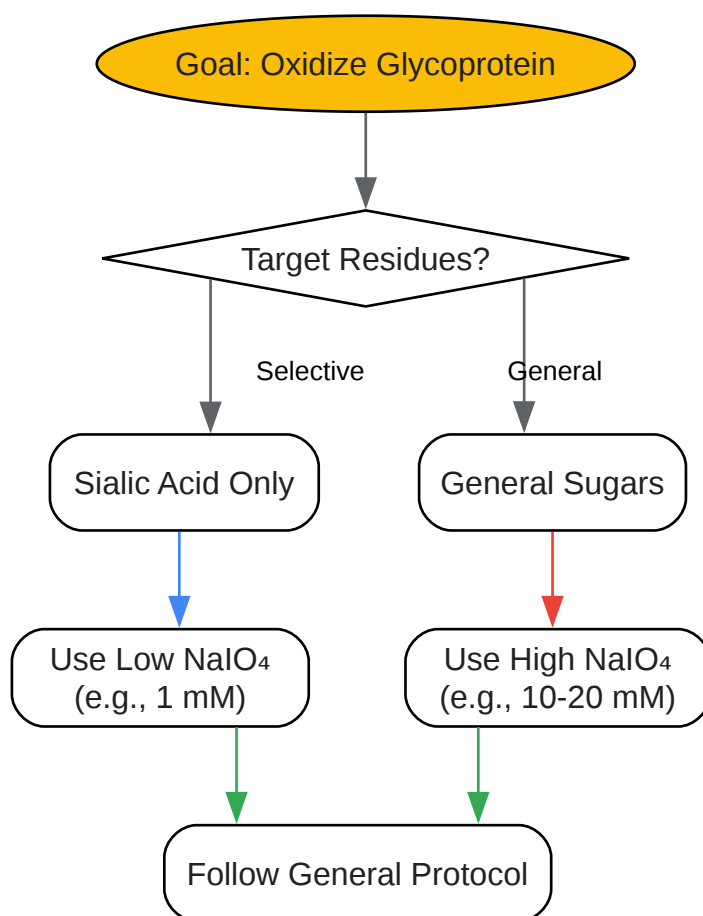 Goal: Oxidize Glycoprotein
Target Residues?
Selective
General
Sialic Acid Only
General Sugars
Use Low NaIO₄
(e.g., 1 mM)
Use High NaIO₄
(e.g., 10-20 mM)
Follow General Protocol